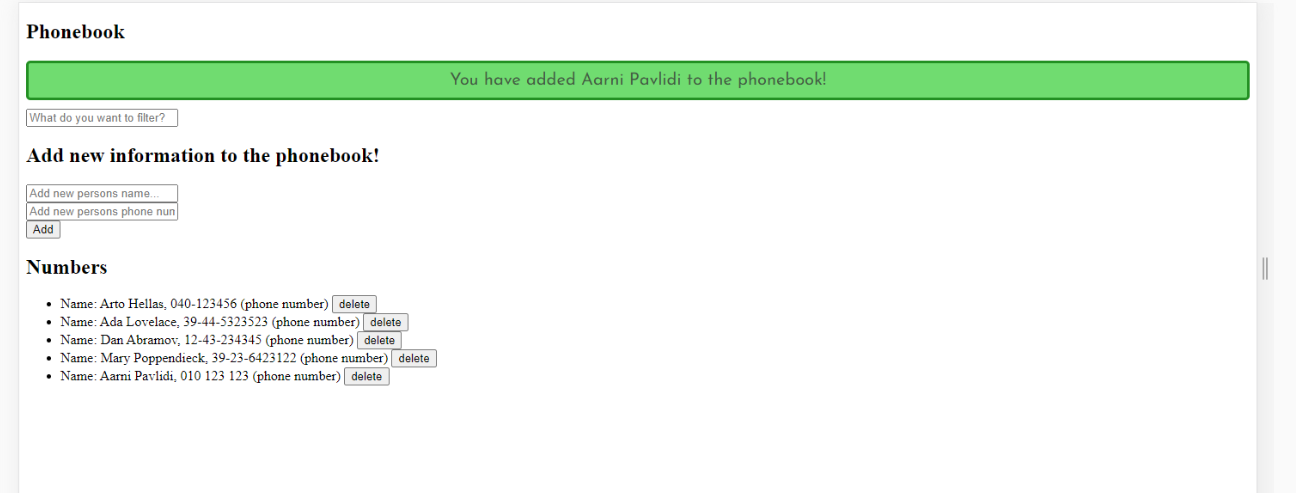 Phonebook
You have added Aarni Pavlidi to the phonebook!
What do you want to filter?
Add new information to the phonebook!
Add new persons name...
Add new persons phone num
Add
Numbers
Name: Arto Hellas, 040-123456 (phone number) delete
Name: Ada Lovelace, 39-44-5323523 (phone number) delete
Name: Dan Abramov, 12-43-234345 (phone number) delete
Name: Mary Poppendieck, 39-23-6423122 (phone number) delete
Name: Aarni Pavlidi, 010 123 123 (phone number) delete